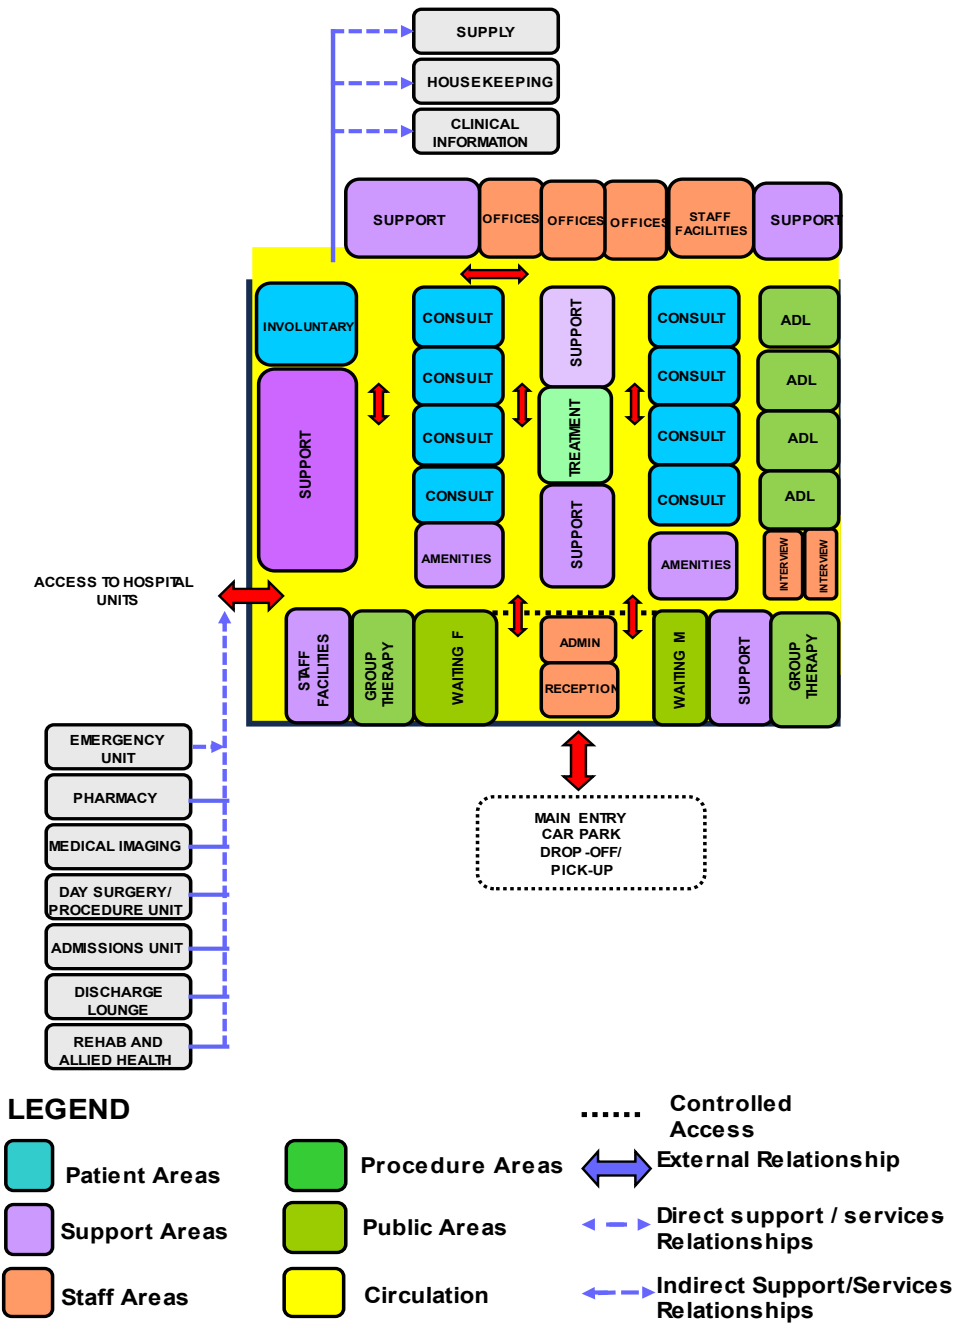 SUPPLY
HOUSEKEEPING
CLINICAL
INFORMATION
SUPPORT
OFFICES
OFFICES
OFFICES
STAFF
FACILITIES
SUPPORT
INVOLUNTARY
CONSULT
SUPPORT
CONSULT
ADL
CONSULT
CONSULT
ADL
SUPPORT
CONSULT
TREATMENT
CONSULT
ADL
CONSULT
CONSULT
ADL
AMENITIES
SUPPORT
AMENITIES
INTERVIEW
INTERVIEW
ACCESS TO HOSPITAL
UNITS
STAFF
FACILITIES
GROUP
THERAPY
WAITING F
ADMIN
RECEPTION
WAITING M
SUPPORT
GROUP
THERAPY
EMERGENCY
UNIT
PHARMACY
MEDICAL IMAGING
DAY SURGERY/
PROCEDURE UNIT
ADMISSIONS UNIT
DISCHARGE
LOUNGE
REHAB AND
ALLIED HEALTH
MAIN ENTRY
CAR PARK
DROP-OFF/
PICK-UP
LEGEND
Patient Areas
Support Areas
Staff Areas
Procedure Areas
Public Areas
Circulation
Controlled
Access
External Relationship
Direct support / services
Relationships
Indirect Support/Services
Relationships